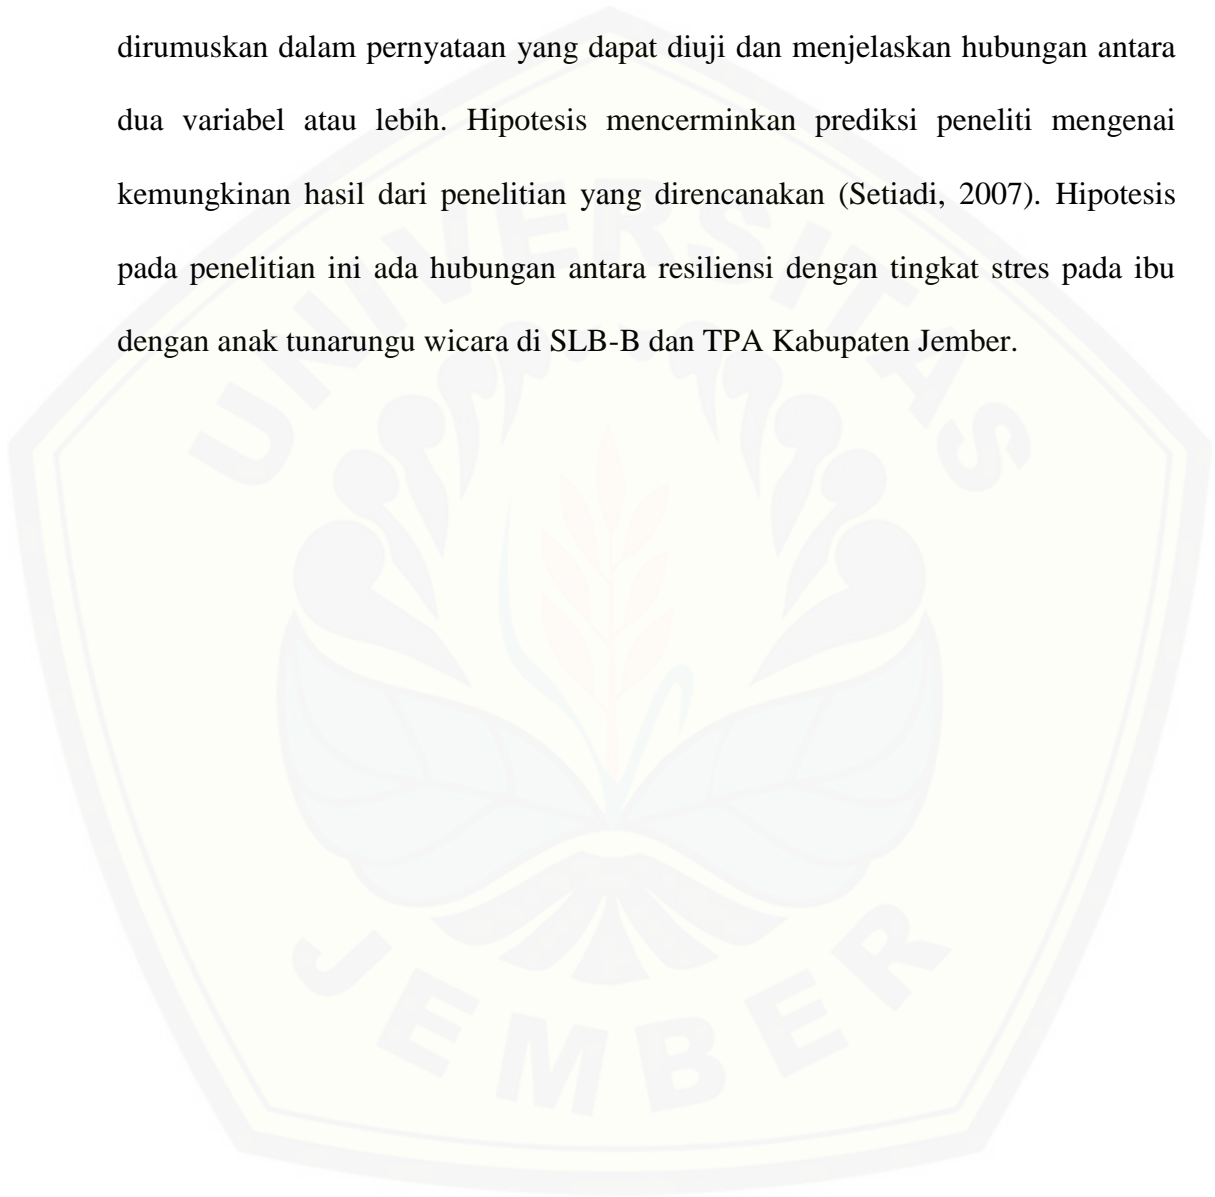 dirumuskan dalam pernyataan yang dapat diuji dan menjelaskan hubungan antara
dua variabel atau lebih. Hipotesis mencerminkan prediksi peneliti mengenai
kemungkinan hasil dari penelitian yang direncanakan (Setiadi, 2007). Hipotesis
pada penelitian ini ada hubungan antara resiliensi dengan tingkat stres pada ibu
dengan anak tunarungu wicara di SLB-B dan TPA Kabupaten Jember.
UNIVERSITAS
JEMBER